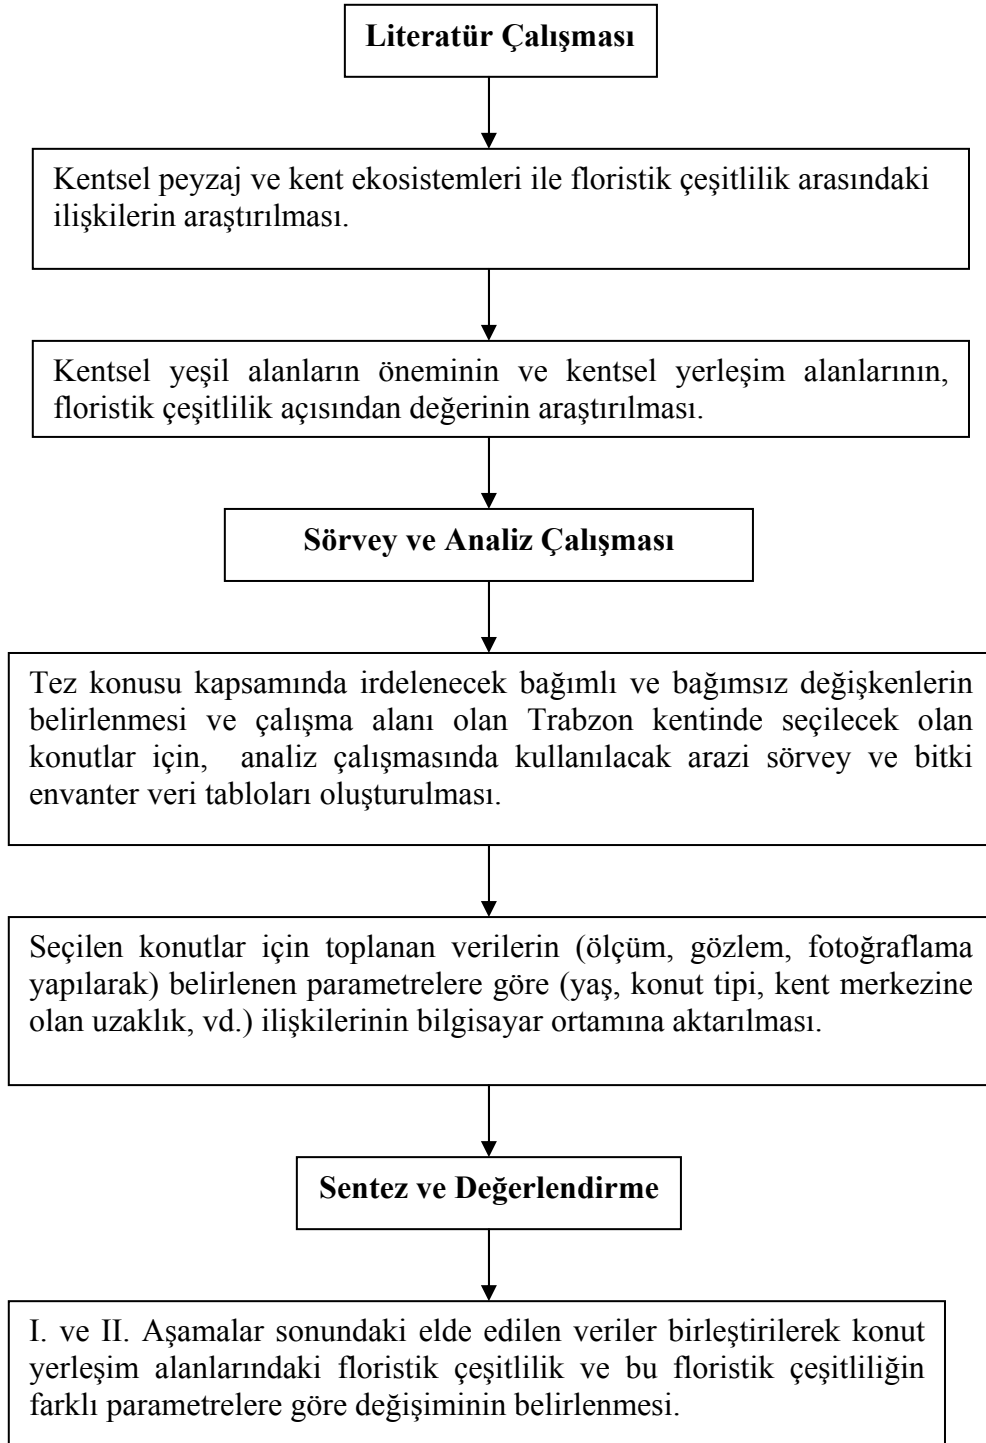 Literatür Çalışması
Kentsel peyzaj ve kent ekosistemleri ile floristik çeşitlilik arasındaki
ilişkilerin araştırılması.
Kentsel yeşil alanların öneminin ve kentsel yerleşim alanlarının,
floristik çeşitlilik açısından değerinin araştırılması.
Sörvey ve Analiz Çalışması
Tez konusu kapsamında irdelenecek bağımlı ve bağımsız değişkenlerin
belirlenmesi ve çalışma alanı olan Trabzon kentinde seçilecek olan
konutlar için, analiz çalışmasında kullanılacak arazi sörvey ve bitki
envanter veri tabloları oluşturulması.
Seçilen konutlar için toplanan verilerin (ölçüm, gözlem, fotoğraflama
yapılarak) belirlenen parametrelere göre (yaş, konut tipi, kent merkezine
olan uzaklık, vd.) ilişkilerinin bilgisayar ortamına aktarılması.
Sentez ve Değerlendirme
I. ve II. Aşamalar sonundaki elde edilen veriler birleştirilerek konut
yerleşim alanlarındaki floristik çeşitlilik ve bu floristik çeşitliliğin
farklı parametrelere göre değişiminin belirlenmesi.